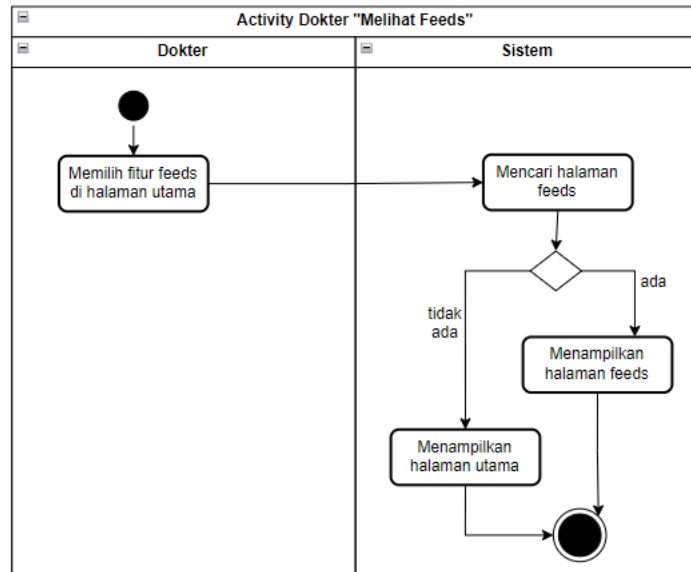 Activity Dokter "Melihat Feeds"
Dokter
Sistem
Memilih fitur feeds
di halaman utama
Mencari halaman
feeds
ada
tidak
ada
Menampilkan
halaman feeds
Menampilkan
halaman utama